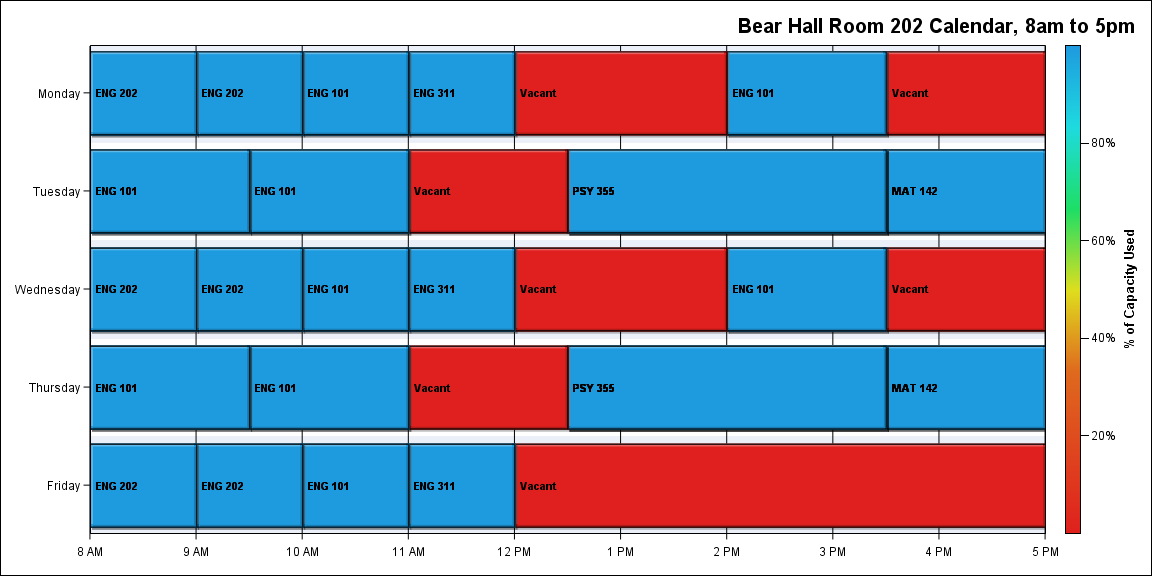 Bear Hall Room 202 Calendar, 8am to 5pm
Monday
ENG 202
ENG 202
ENG 101
ENG 311
Vacant
ENG 101
Vacant
Tuesday
ENG 101
ENG 101
Vacant
PSY 355
MAT 142
Wednesday
ENG 202
ENG 202
ENG 101
ENG 311
Vacant
ENG 101
Vacant
Thursday
ENG 101
ENG 101
Vacant
PSY 355
MAT 142
Friday
ENG 202
ENG 202
ENG 101
ENG 311
Vacant
8 AM
9 AM
10 AM
11 AM
12 PM
1 PM
2 PM
3 PM
4 PM
5 PM
80%
60%
40%
20%
% of Capacity Used